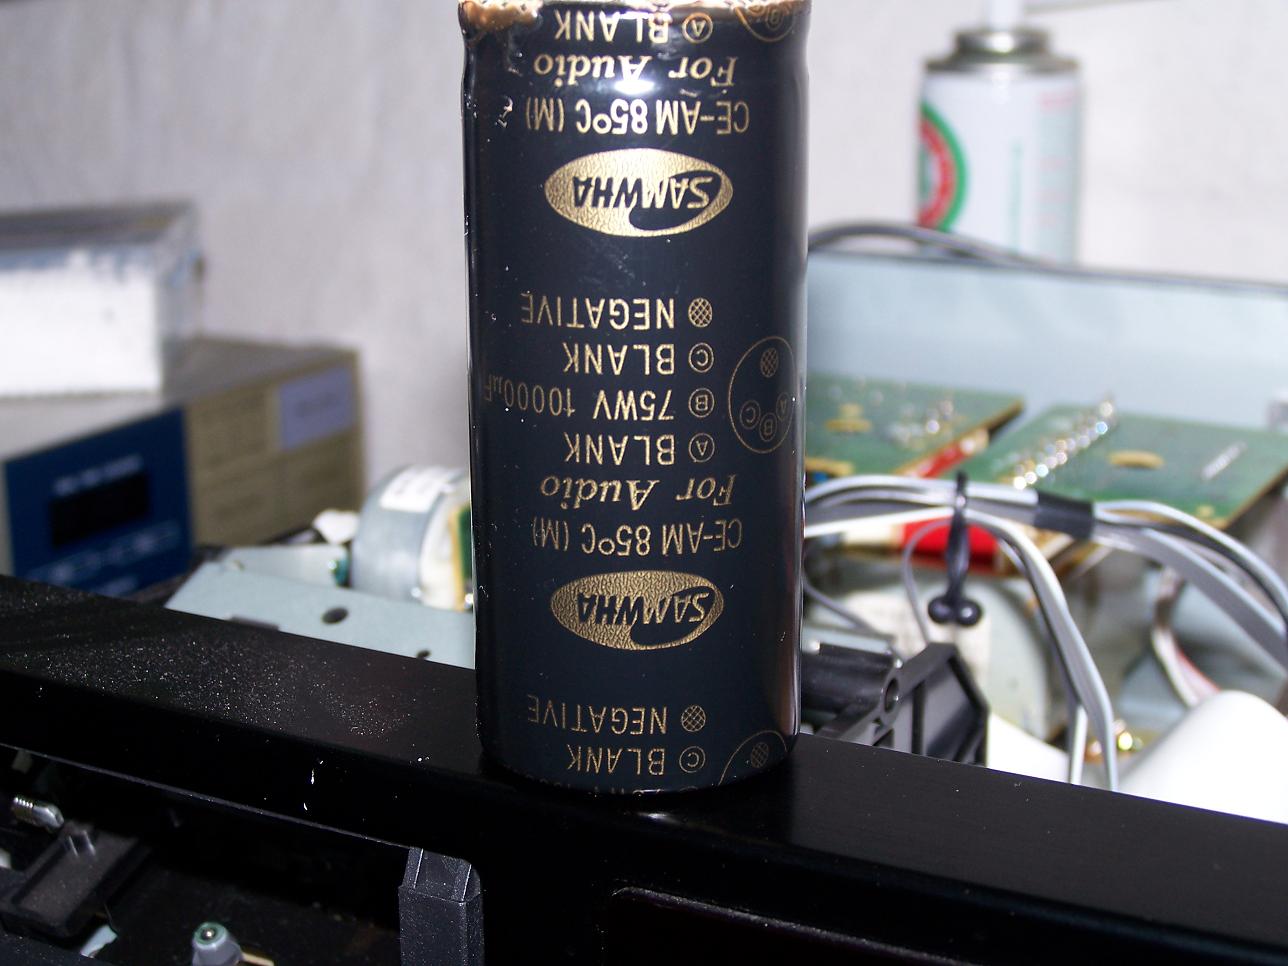 Ⓒ BLANK
NEGATIVE
SAMWHA
CE-AM 85°C (M)
For Audio
Ⓐ BLANK
Ⓑ 75WV 10000µF
Ⓒ BLANK
NEGATIVE
SAMWHA
CE-AM 85°C (M)
For Audio
Ⓐ BLANK